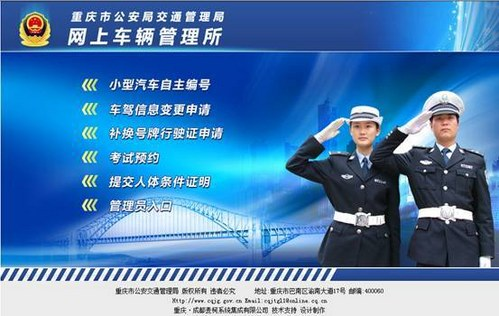 重庆市公安局交通管理局
网上车辆管理所
小型汽车自主编号
车驾信息变更申请
补换号牌行驶证申请
考试预约
提交人体条件证明
管理员入口
重庆市公安交通管理局 版权所有 违者必究 地址:重庆市巴南区渝南大道17号 邮编 400060
Http://www.cqjg.gov.cn Email:cqjtgl@online.cq.cn
重庆·成都贵柯系统集成有限公司 技术支持 设计制作